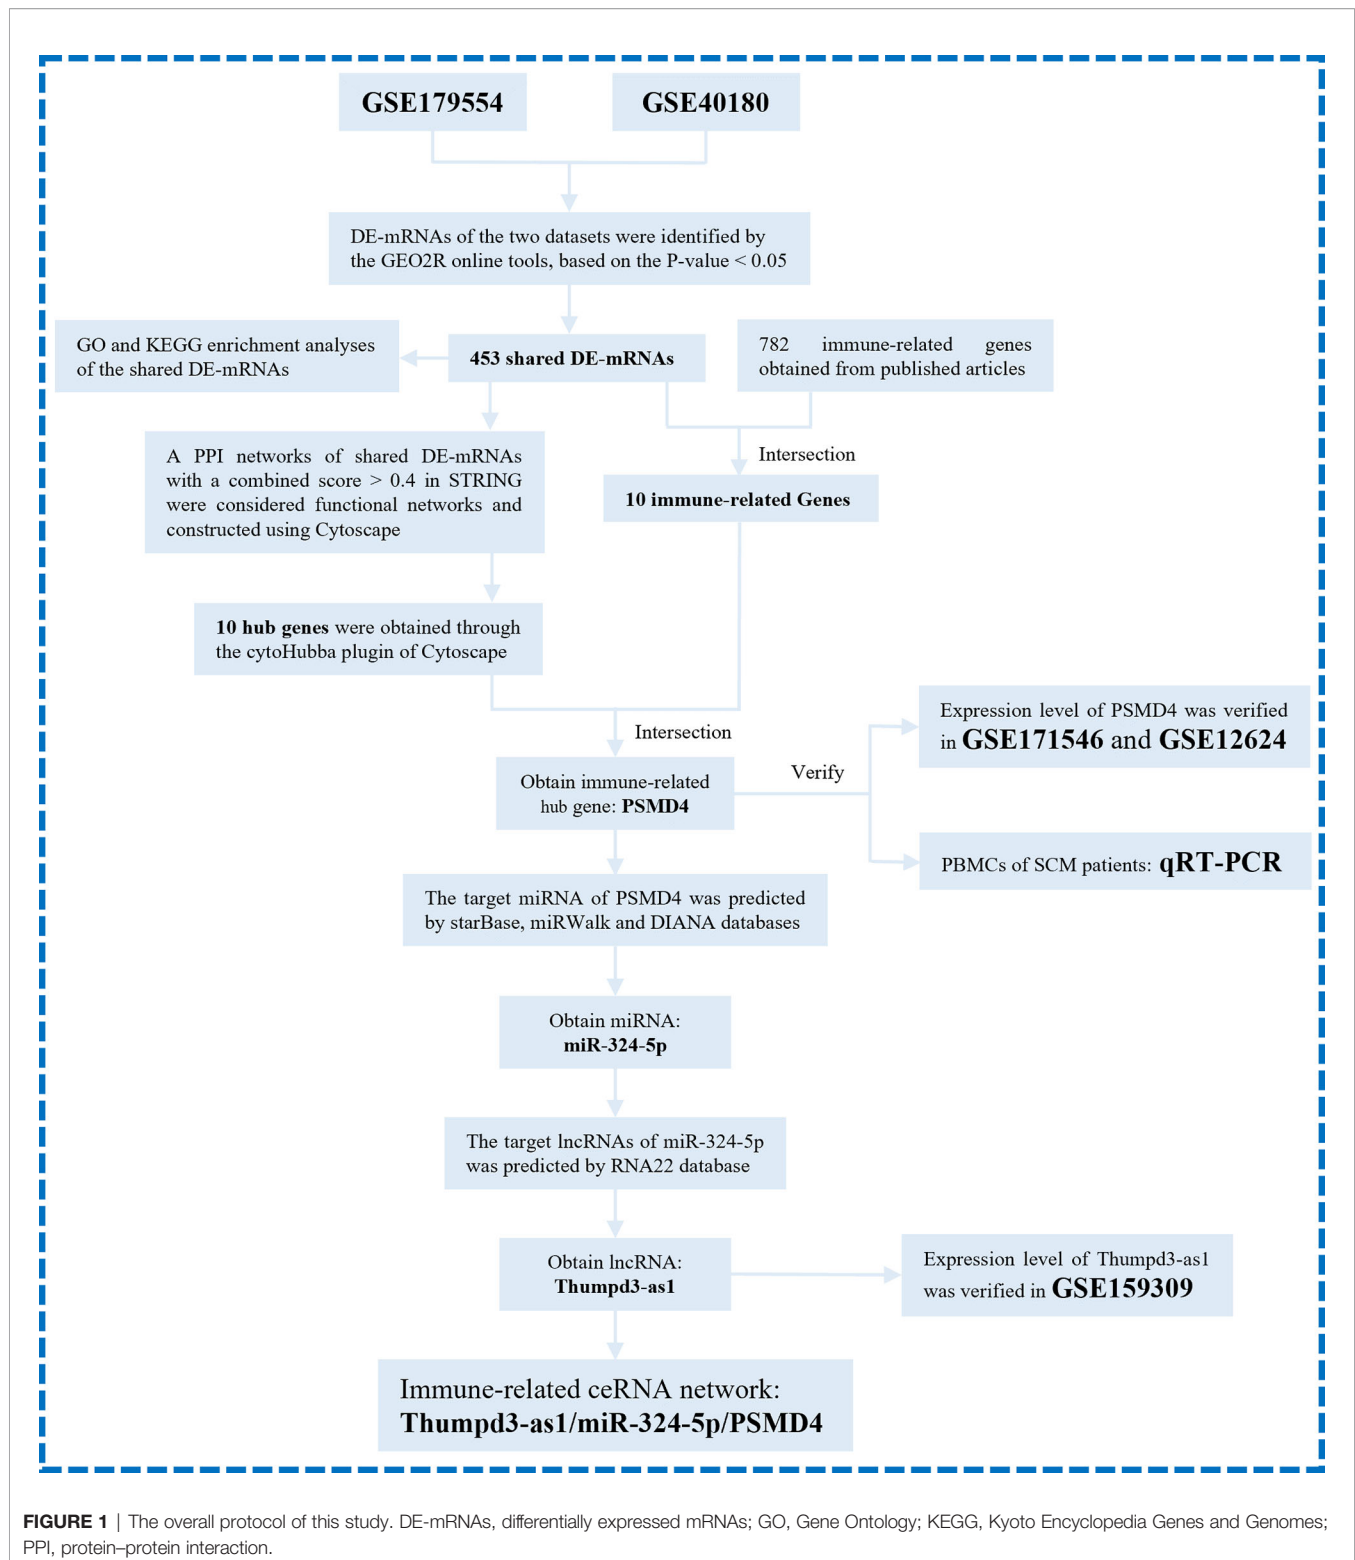 GSE179554
GSE40180
DE-mRNAs of the two datasets were identified by
the GEO2R online tools, based on the P-value < 0.05
GO and KEGG enrichment analyses
of the shared DE-mRNAs
453 shared DE-mRNAs
782 immune-related genes
obtained from published articles
A PPI networks of shared DE-mRNAs
with a combined score > 0.4 in STRING
were considered functional networks and
constructed using Cytoscape
Intersection
10 immune-related Genes
10 hub genes were obtained through
the cytoHubba plugin of Cytoscape
Intersection
Obtain immune-related
hub gene: PSMD4
Verify
Expression level of PSMD4 was verified
in GSE171546 and GSE12624
PBMCs of SCM patients: qRT-PCR
The target miRNA of PSMD4 was predicted
by starBase, miRWalk and DIANA databases
Obtain miRNA:
miR-324-5p
The target lncRNAs of miR-324-5p
was predicted by RNA22 database
Obtain lncRNA:
Thumpd3-as1
Expression level of Thumpd3-as1
was verified in GSE159309
Immune-related ceRNA network:
Thumpd3-as1/miR-324-5p/PSMD4
FIGURE 1 | The overall protocol of this study. DE-mRNAs, differentially expressed mRNAs; GO, Gene Ontology; KEGG, Kyoto Encyclopedia Genes and Genomes;
PPI, protein–protein interaction.